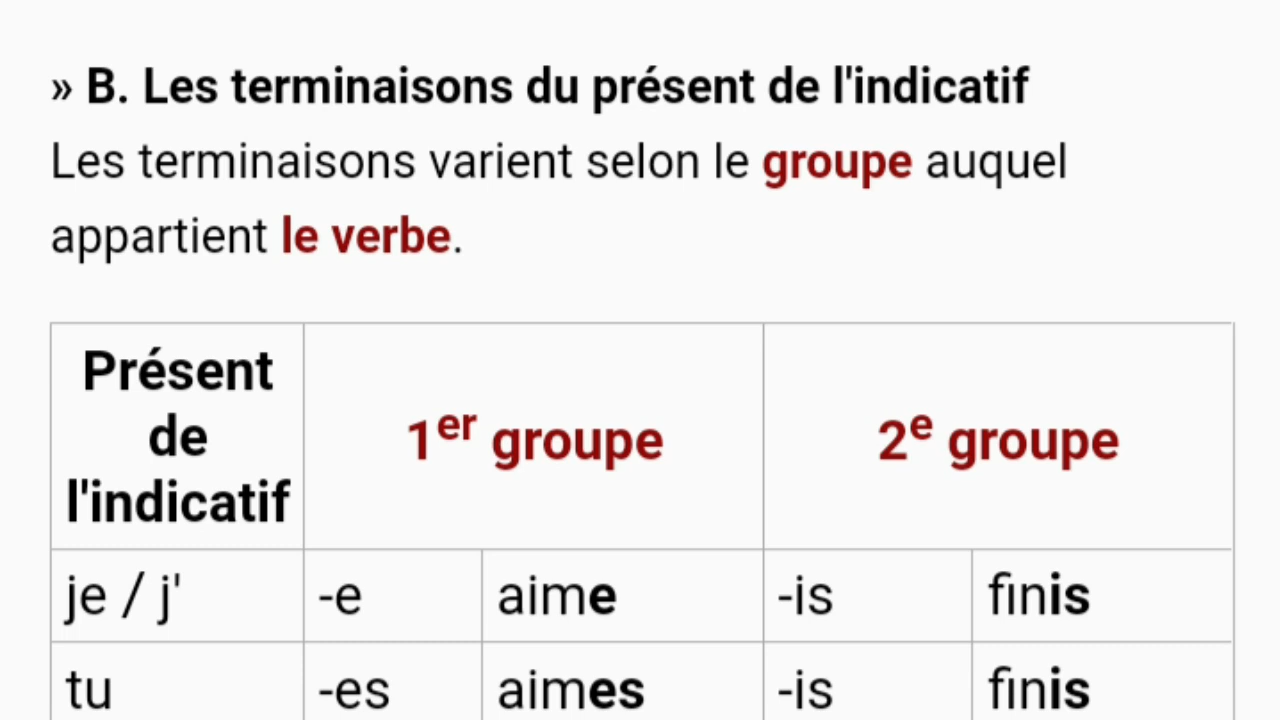 » B. Les terminaisons du présent de l'indicatif
Les terminaisons varient selon le groupe auquel
appartient le verbe.
Présent
de
l'indicatif
1er groupe
2e groupe
je / j' -e aime -is finis
tu -es aimes -is finis